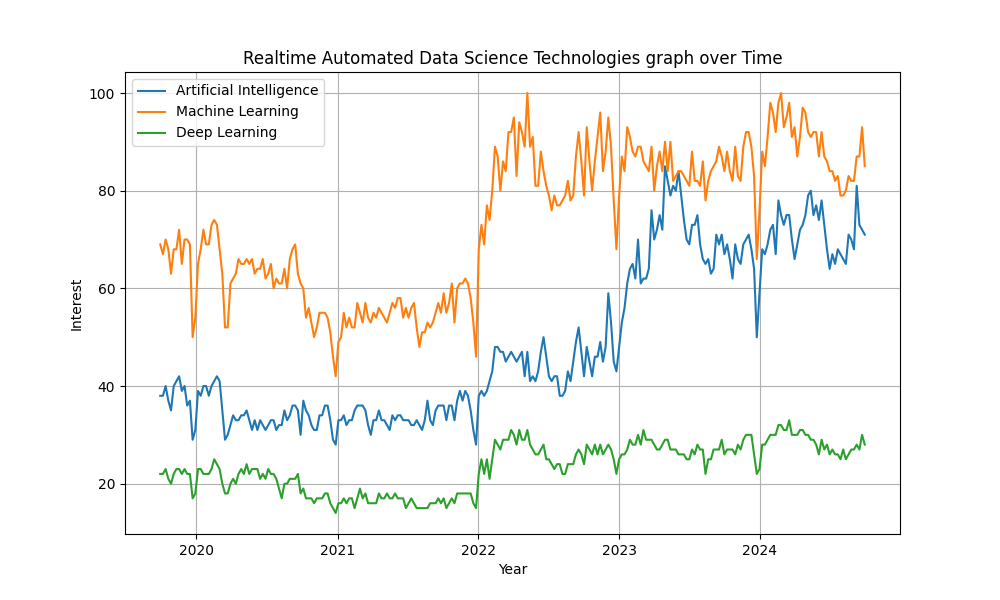 Realtime Automated Data Science Technologies graph over Time
Artificial Intelligence
Machine Learning
Deep Learning
100
80
60
40
20
Interest
2020 2021 2022 2023 2024
Year